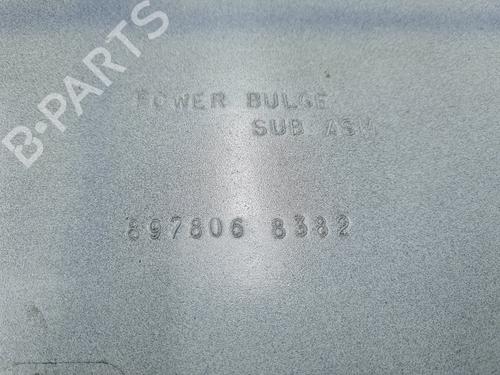 B-PARTS
POWER BULGE
SUB ASM
897806 8382